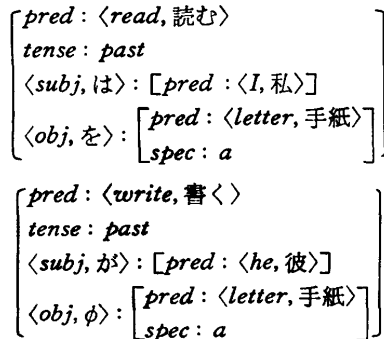 pred : 〈read, 読む〉
tense : past
〈subj, は〉 : [pred : 〈I, 私〉]
〈obj, を〉 : [pred : 〈letter, 手紙〉
spec : a]
pred : 〈write, 書く〉
tense : past
〈subj, が〉 : [pred : 〈he, 彼〉]
〈obj, φ〉 : [pred : 〈letter, 手紙〉
spec : a]